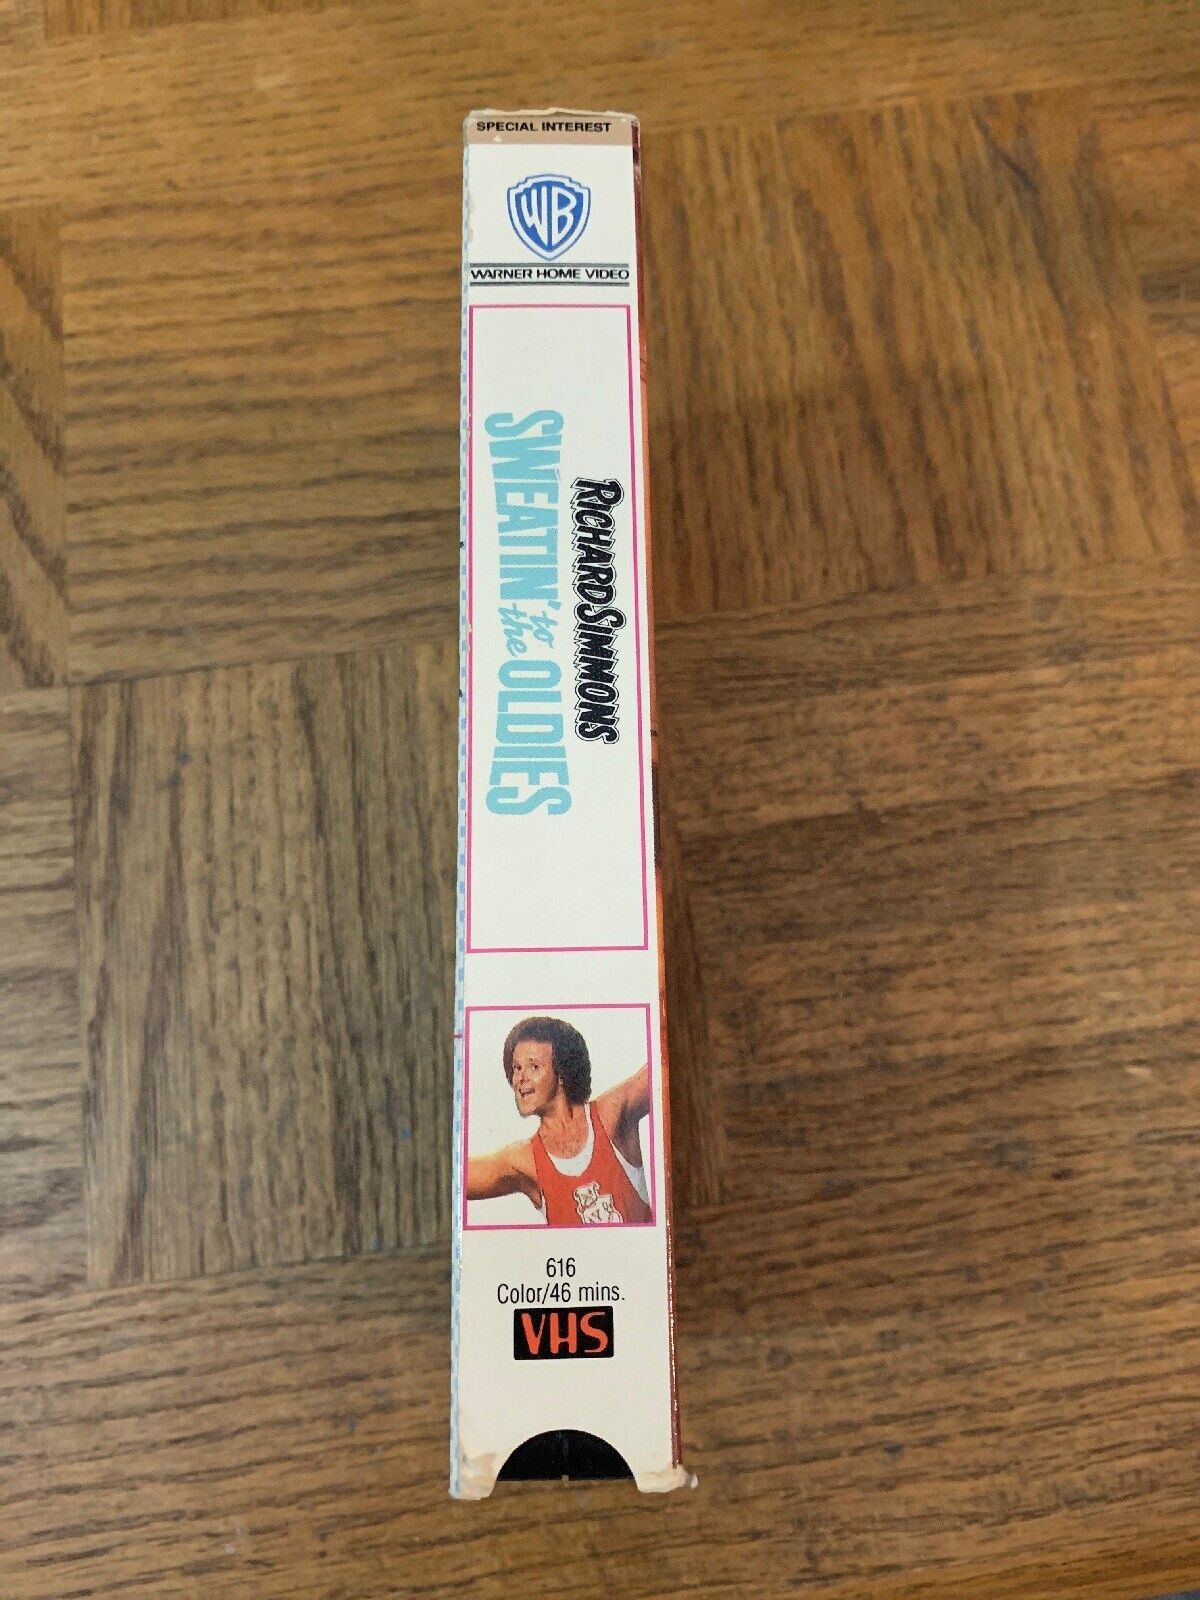 SPECIAL INTEREST
WB
WARNER HOME VIDEO
RICHARD SIMMONS
SWEATIN' to the OLDIES
616
Color/46 mins.
VHS